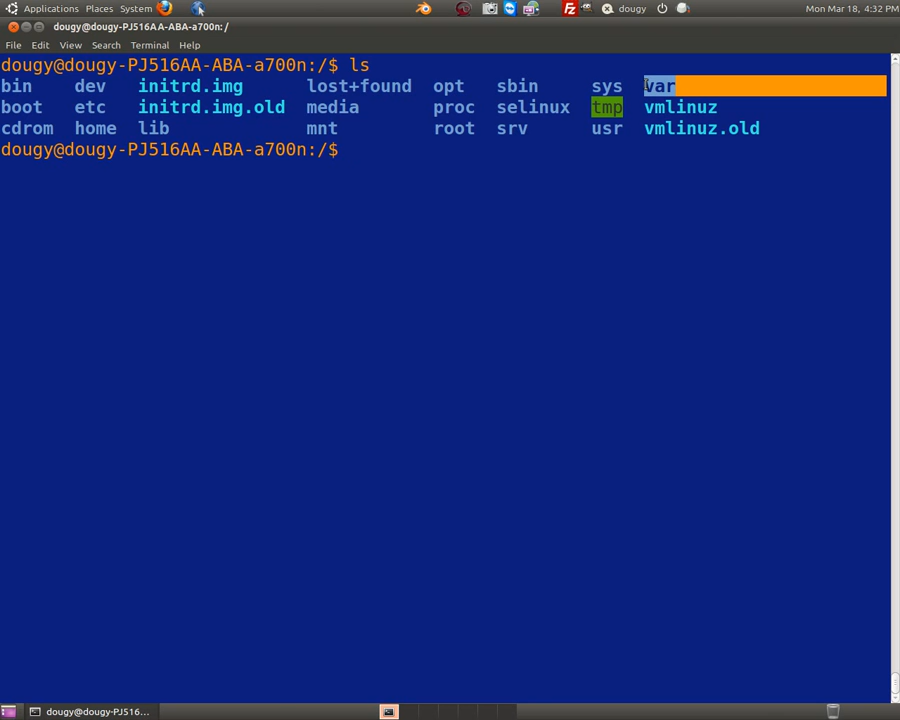 Applications Places System dougy Mon Mar 18, 4:32 PM
dougy@dougy-PJ516AA-ABA-a700n: /
File Edit View Search Terminal Help
dougy@dougy-PJ516AA-ABA-a700n:/$ ls
bin dev initrd.img lost+found opt sbin sys var
boot etc initrd.img.old media proc selinux tmp vmlinuz
cdrom home lib mnt root srv usr vmlinuz.old
dougy@dougy-PJ516AA-ABA-a700n:/$
dougy@dougy-PJ516...